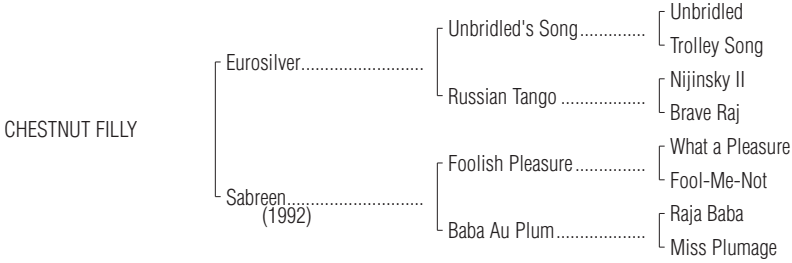 Unbridled
Unbridled's Song..............
Trolley Song
Eurosilver..........................
Nijinsky II
Russian Tango ..................
Brave Raj
CHESTNUT FILLY
What a Pleasure
Foolish Pleasure...............
Fool-Me-Not
Sabreen.............................
(1992)
Raja Baba
Baba Au Plum...................
Miss Plumage